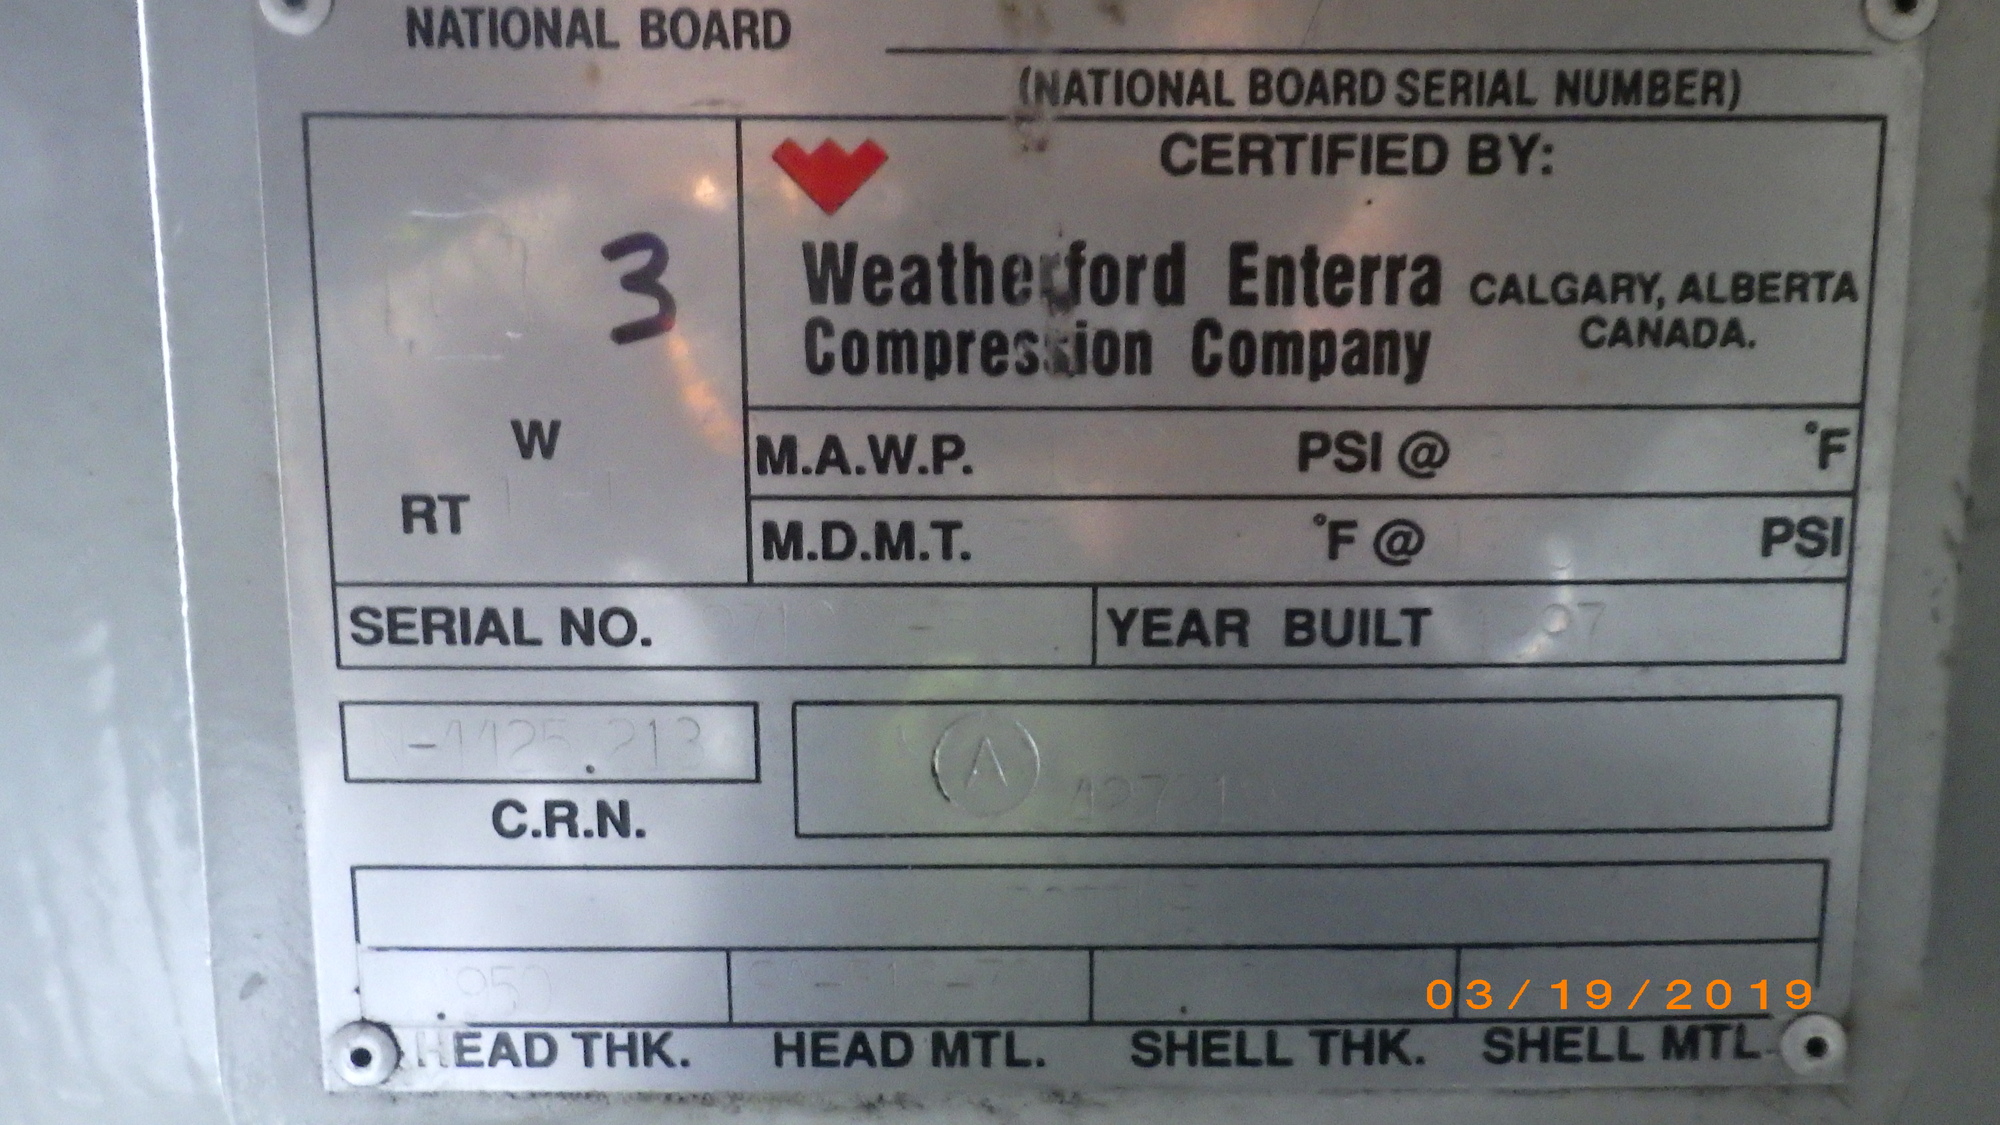 NATIONAL BOARD
(NATIONAL BOARD SERIAL NUMBER)
CERTIFIED BY:
3
Weatherford Enterra
Compression Company
CALGARY, ALBERTA
CANADA.
W
RT
M.A.W.P. PSI @ °F
M.D.M.T. °F @ PSI
SERIAL NO.
YEAR BUILT
A
C.R.N.
03/19/2019
HEAD THK. HEAD MTL. SHELL THK. SHELL MTL.